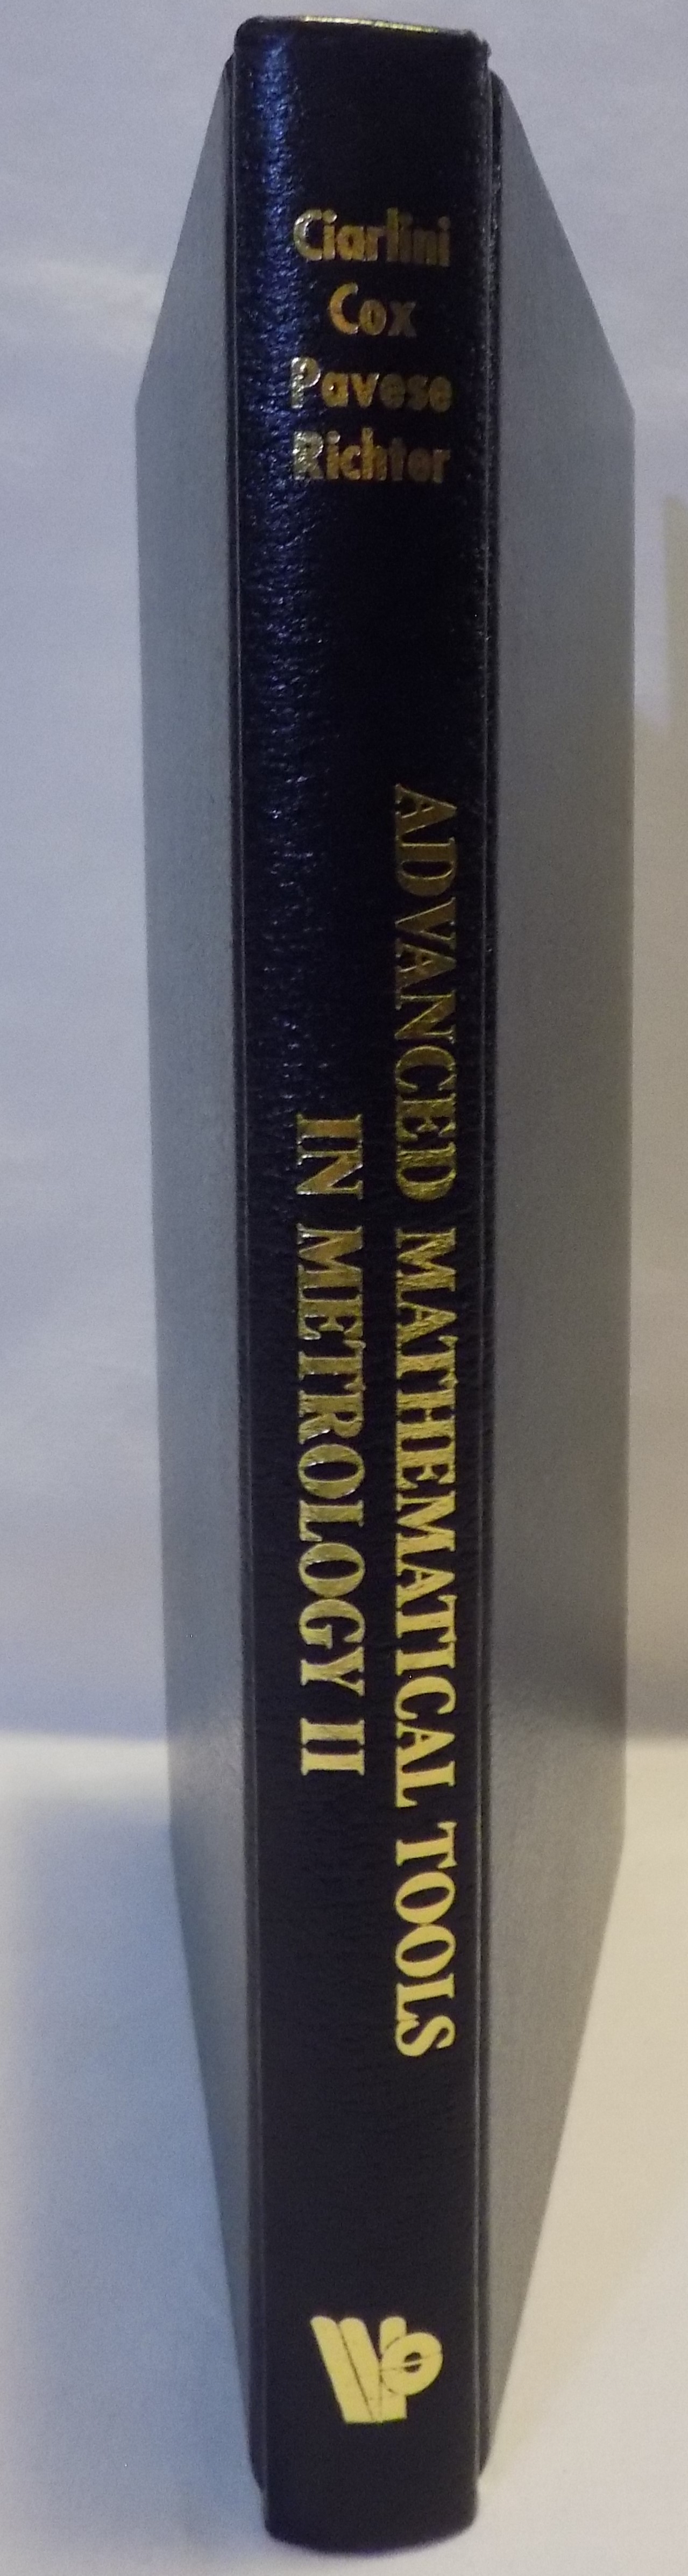 Ciarlini
Cox
Pavese
Richter
ADVANCED MATHEMATICAL TOOLS
IN METROLOGY II